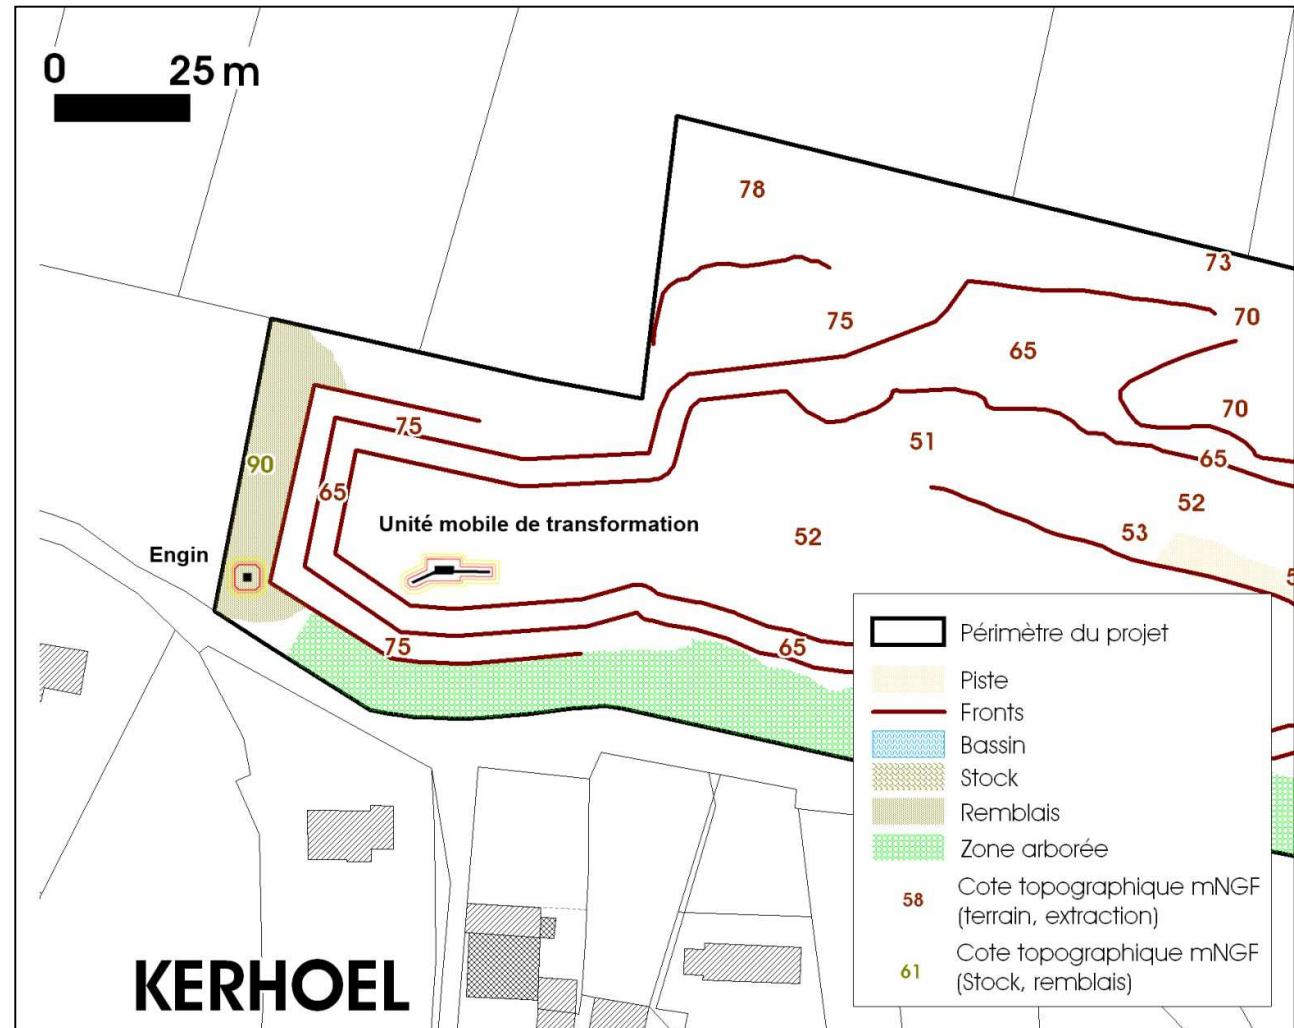 0 25 m
78
73
75
70
65
70
75
51
65
90
65
52
Unité mobile de transformation
52
53
Engin
75
65
Périmètre du projet
Piste
Fronts
Bassin
Stock
Remblais
Zone arborée
58
Cote topographique mNGF
(terrain, extraction)
61
Cote topographique mNGF
(Stock, remblais)
KERHOEL